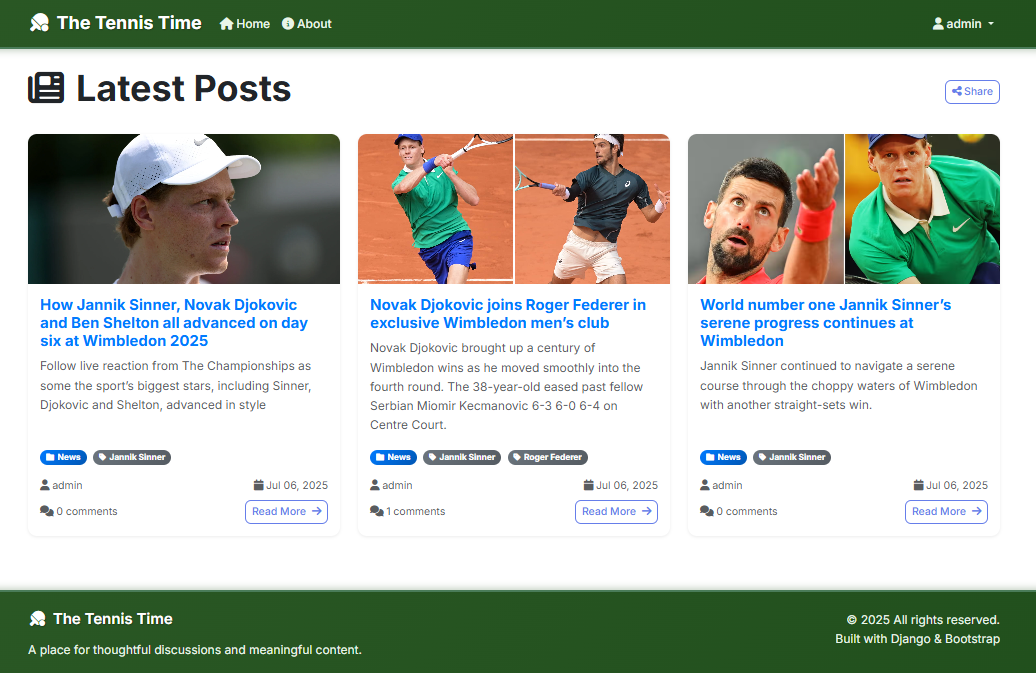 The Tennis Time
Home
About
admin
Latest Posts
Share
How Jannik Sinner, Novak Djokovic
and Ben Shelton all advanced on day
six at Wimbledon 2025
Follow live reaction from The Championships as
some the sport’s biggest stars, including Sinner,
Djokovic and Shelton, advanced in style
News
Jannik Sinner
admin
Jul 06, 2025
0 comments
Read More
Novak Djokovic joins Roger Federer in
exclusive Wimbledon men’s club
Novak Djokovic brought up a century of
Wimbledon wins as he moved smoothly into the
fourth round. The 38-year-old eased past fellow
Serbian Miomir Kecmanovic 6-3 6-0 6-4 on
Centre Court.
News
Jannik Sinner
Roger Federer
admin
Jul 06, 2025
1 comments
Read More
World number one Jannik Sinner’s
serene progress continues at
Wimbledon
Jannik Sinner continued to navigate a serene
course through the choppy waters of Wimbledon
with another straight-sets win.
News
Jannik Sinner
admin
Jul 06, 2025
0 comments
Read More
The Tennis Time
A place for thoughtful discussions and meaningful content.
© 2025 All rights reserved.
Built with Django & Bootstrap